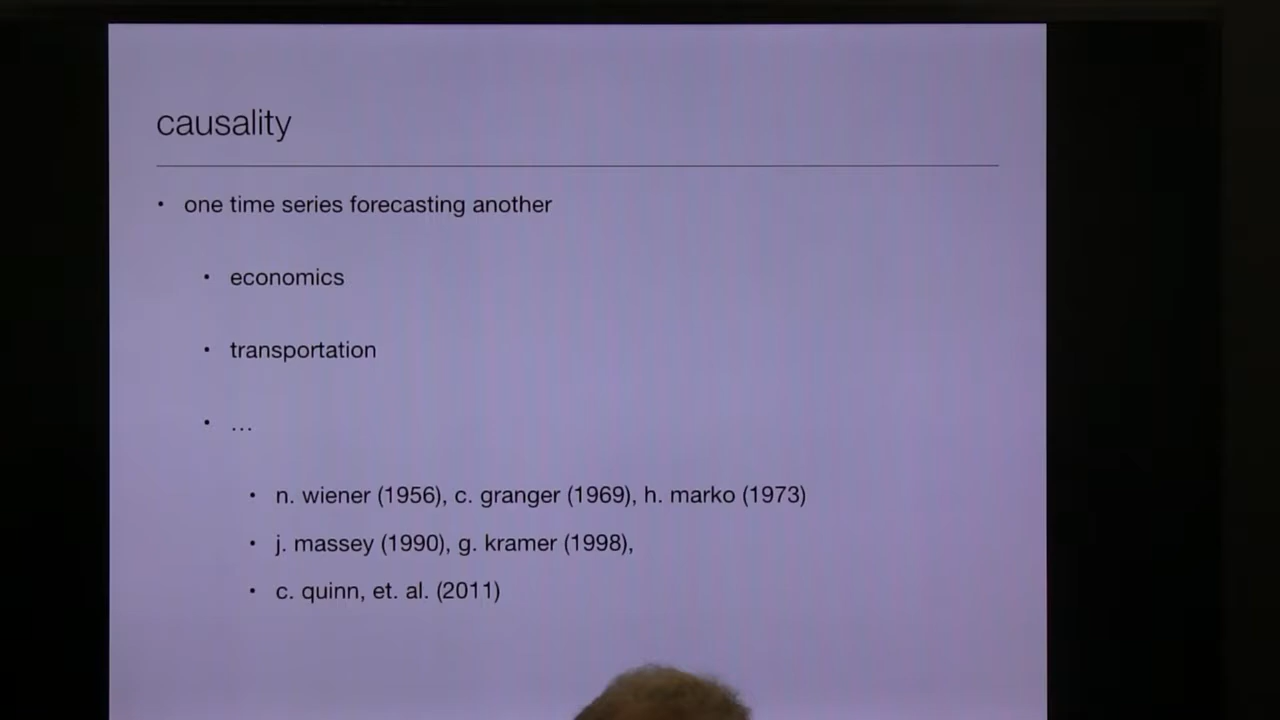 causality
• one time series forecasting another
• economics
• transportation
• …
• n. wiener (1956), c. granger (1969), h. marko (1973)
• j. massey (1990), g. kramer (1998),
• c. quinn, et. al. (2011)